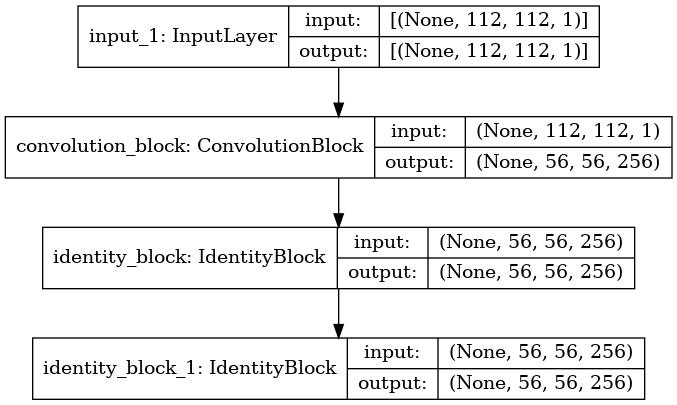 input_1: InputLayer
input:
[(None, 112, 112, 1)]
output:
[(None, 112, 112, 1)]
convolution_block: ConvolutionBlock
input:
(None, 112, 112, 1)
output:
(None, 56, 56, 256)
identity_block: IdentityBlock
input:
(None, 56, 56, 256)
output:
(None, 56, 56, 256)
identity_block_1: IdentityBlock
input:
(None, 56, 56, 256)
output:
(None, 56, 56, 256)